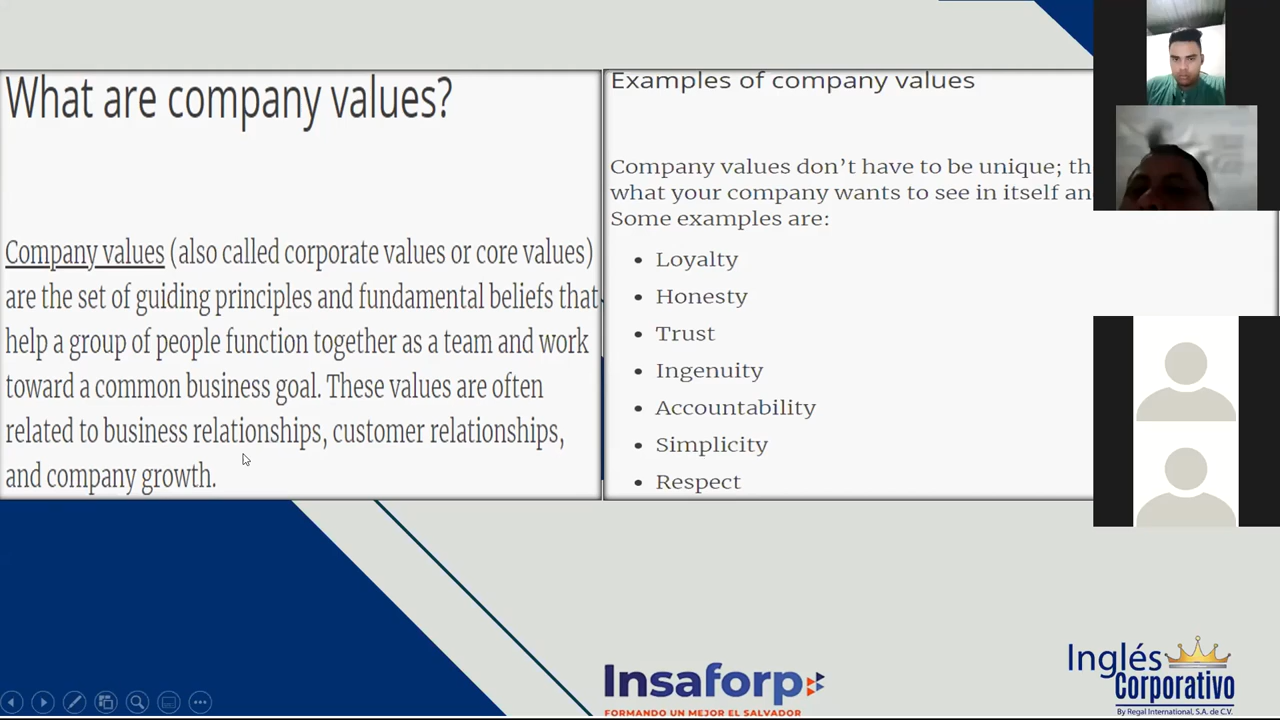 What are company values?
Company values (also called corporate values or core values)
are the set of guiding principles and fundamental beliefs that
help a group of people function together as a team and work
toward a common business goal. These values are often
related to business relationships, customer relationships,
and company growth.
Examples of company values
Company values don’t have to be unique; th
what your company wants to see in itself an
Some examples are:
• Loyalty
• Honesty
• Trust
• Ingenuity
• Accountability
• Simplicity
• Respect
Insaforp
FORMANDO UN MEJOR EL SALVADOR
Inglés
Corporativo
By Regal International, S.A. de C.V.